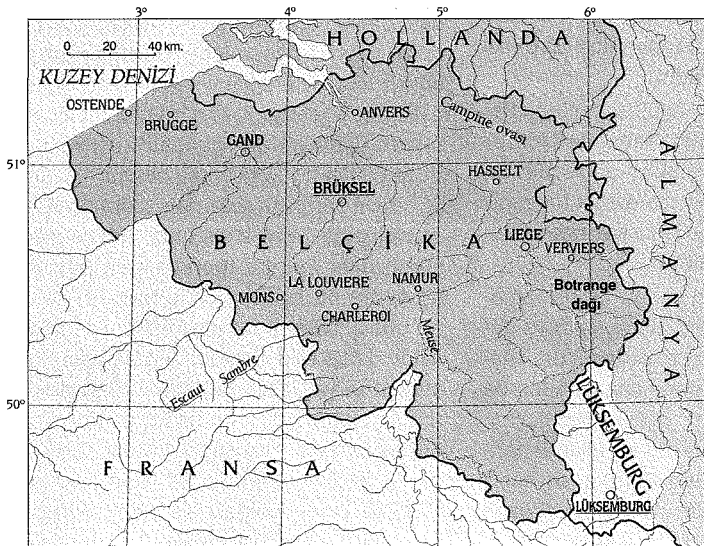 3°
4°
5°
6°
0 20 40 km.
HOLLANDA
KUZEY DENİZİ
OSTENDE
BRUGGE
ANVERS
Campine ovası
GAND
51°
HASSELT
BRÜKSEL
ALMANYA
BELÇİKA
LIEGE
VERVIERS
LA LOUVIERE
NAMUR
MONS
CHARLEROI
Botrange
dağı
Meuse
Sambre
Escaut
50°
LÜKSEMBURG
FRANSA
LÜKSEMBURG